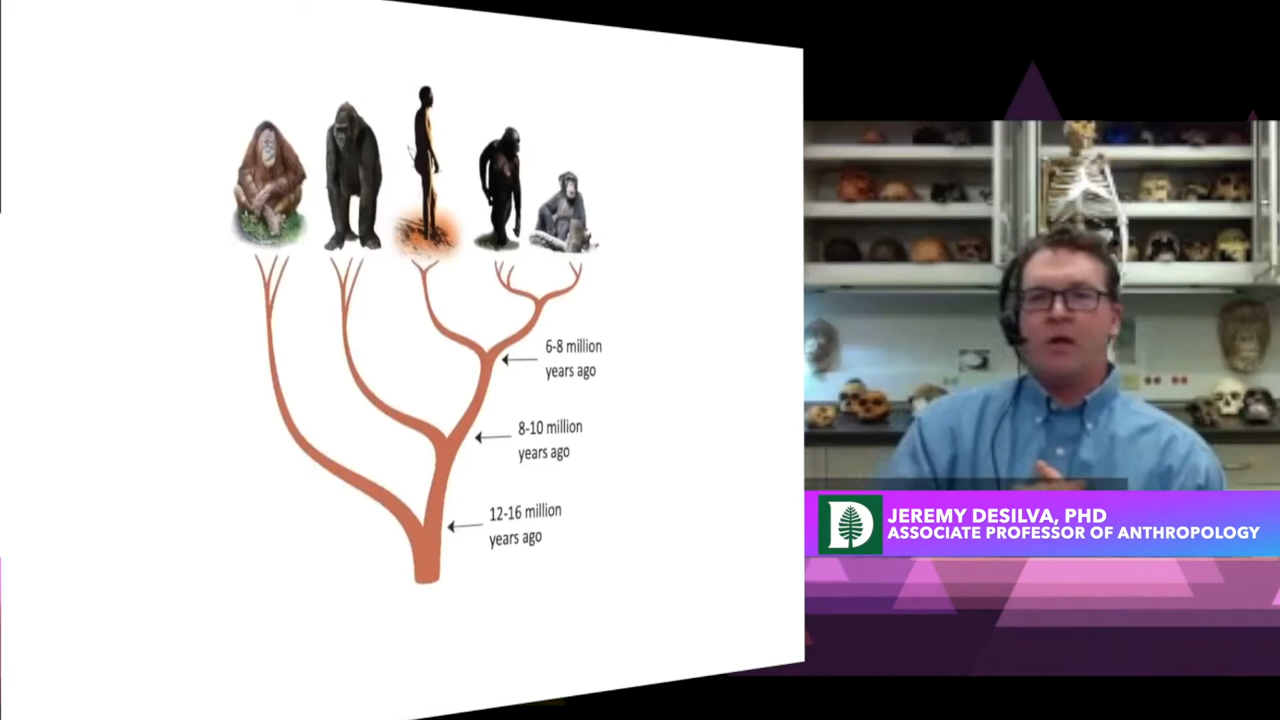 6-8 million
years ago
8-10 million
years ago
12-16 million
years ago
D
JEREMY DESILVA, PHD
ASSOCIATE PROFESSOR OF ANTHROPOLOGY